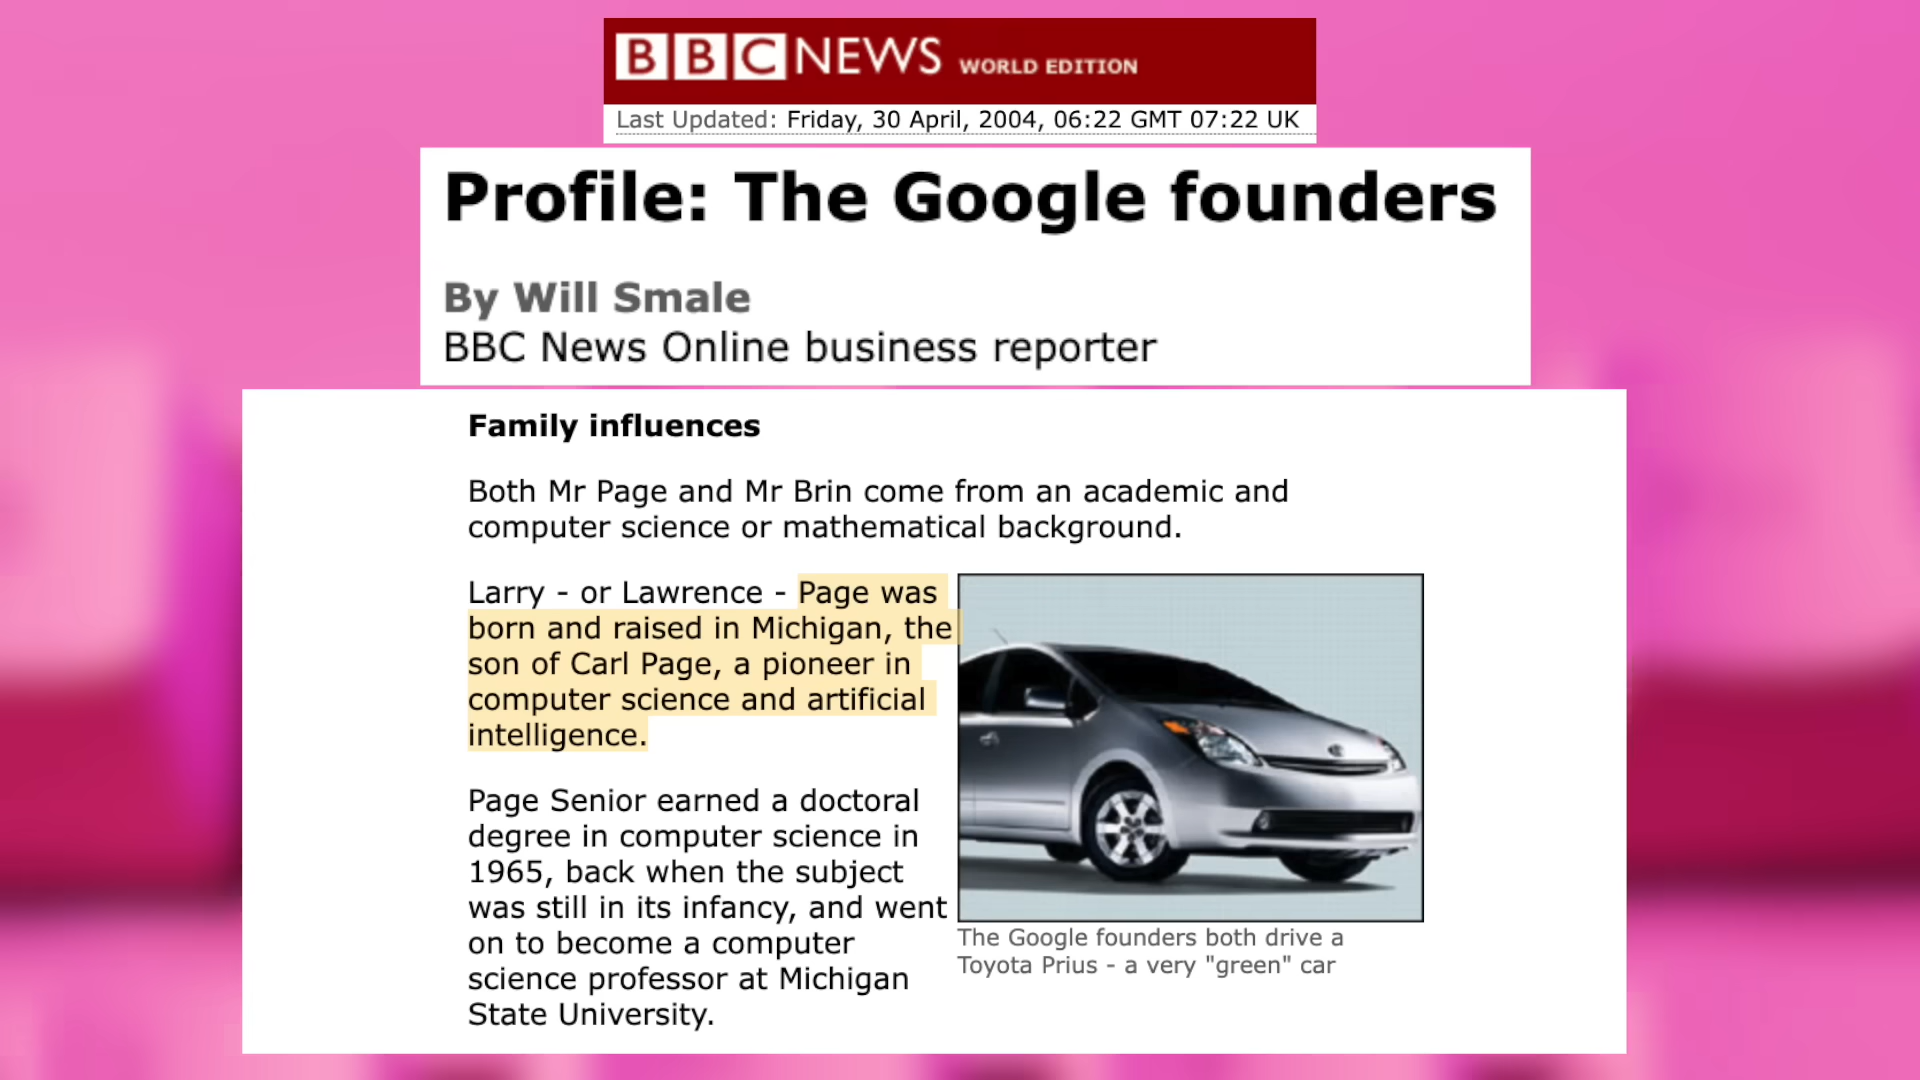 BBC NEWS WORLD EDITION
Last Updated: Friday, 30 April, 2004, 06:22 GMT 07:22 UK
Profile: The Google founders
By Will Smale
BBC News Online business reporter
Family influences
Both Mr Page and Mr Brin come from an academic and
computer science or mathematical background.
Larry - or Lawrence - Page was
born and raised in Michigan, the
son of Carl Page, a pioneer in
computer science and artificial
intelligence.
Page Senior earned a doctoral
degree in computer science in
1965, back when the subject
was still in its infancy, and went
on to become a computer
science professor at Michigan
State University.
The Google founders both drive a
Toyota Prius - a very "green" car